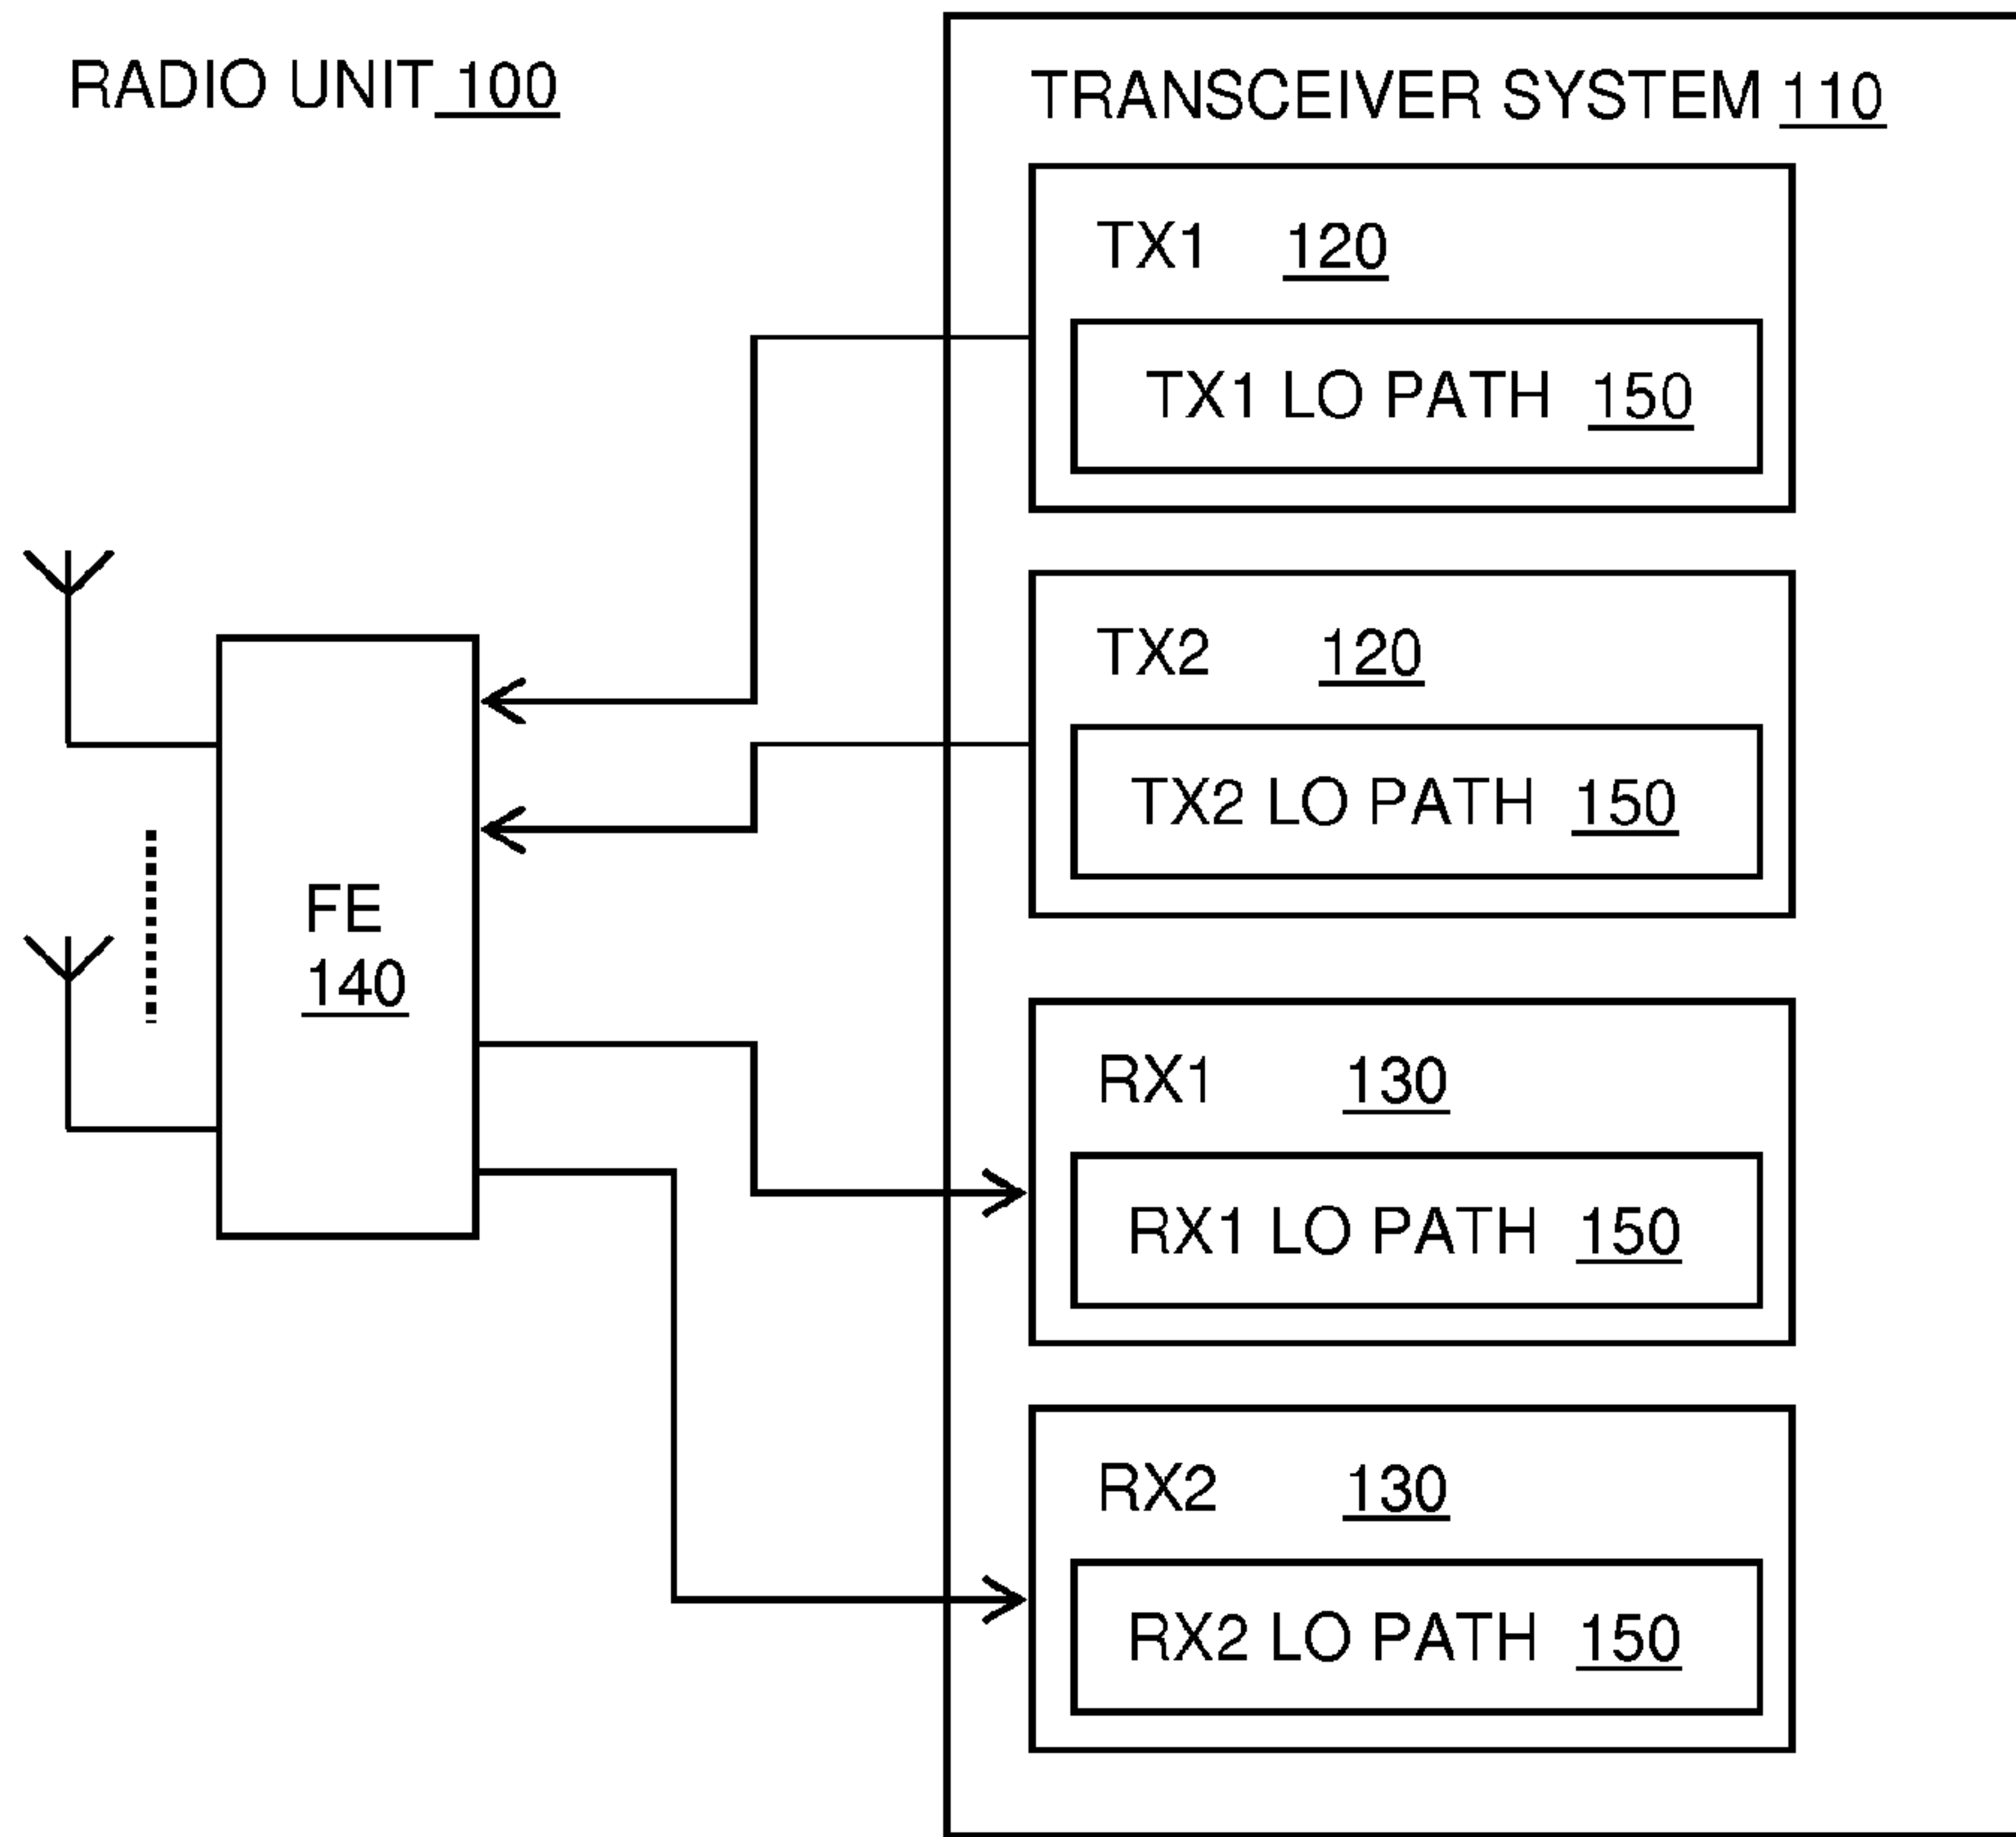 RADIO UNIT 100
TRANSCEIVER SYSTEM 110
TX1 120
TX1 LO PATH 150
TX2 120
TX2 LO PATH 150
FE
140
RX1 130
RX1 LO PATH 150
RX2 130
RX2 LO PATH 150